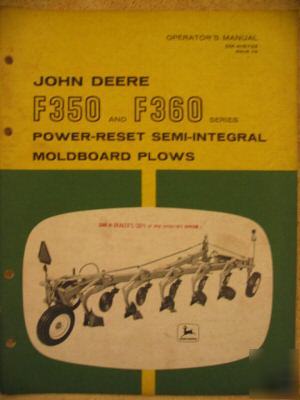 OPERATOR'S MANUAL
JOHN DEERE
F350 AND F360 SERIES
POWER-RESET SEMI-INTEGRAL
MOLDBOARD PLOWS